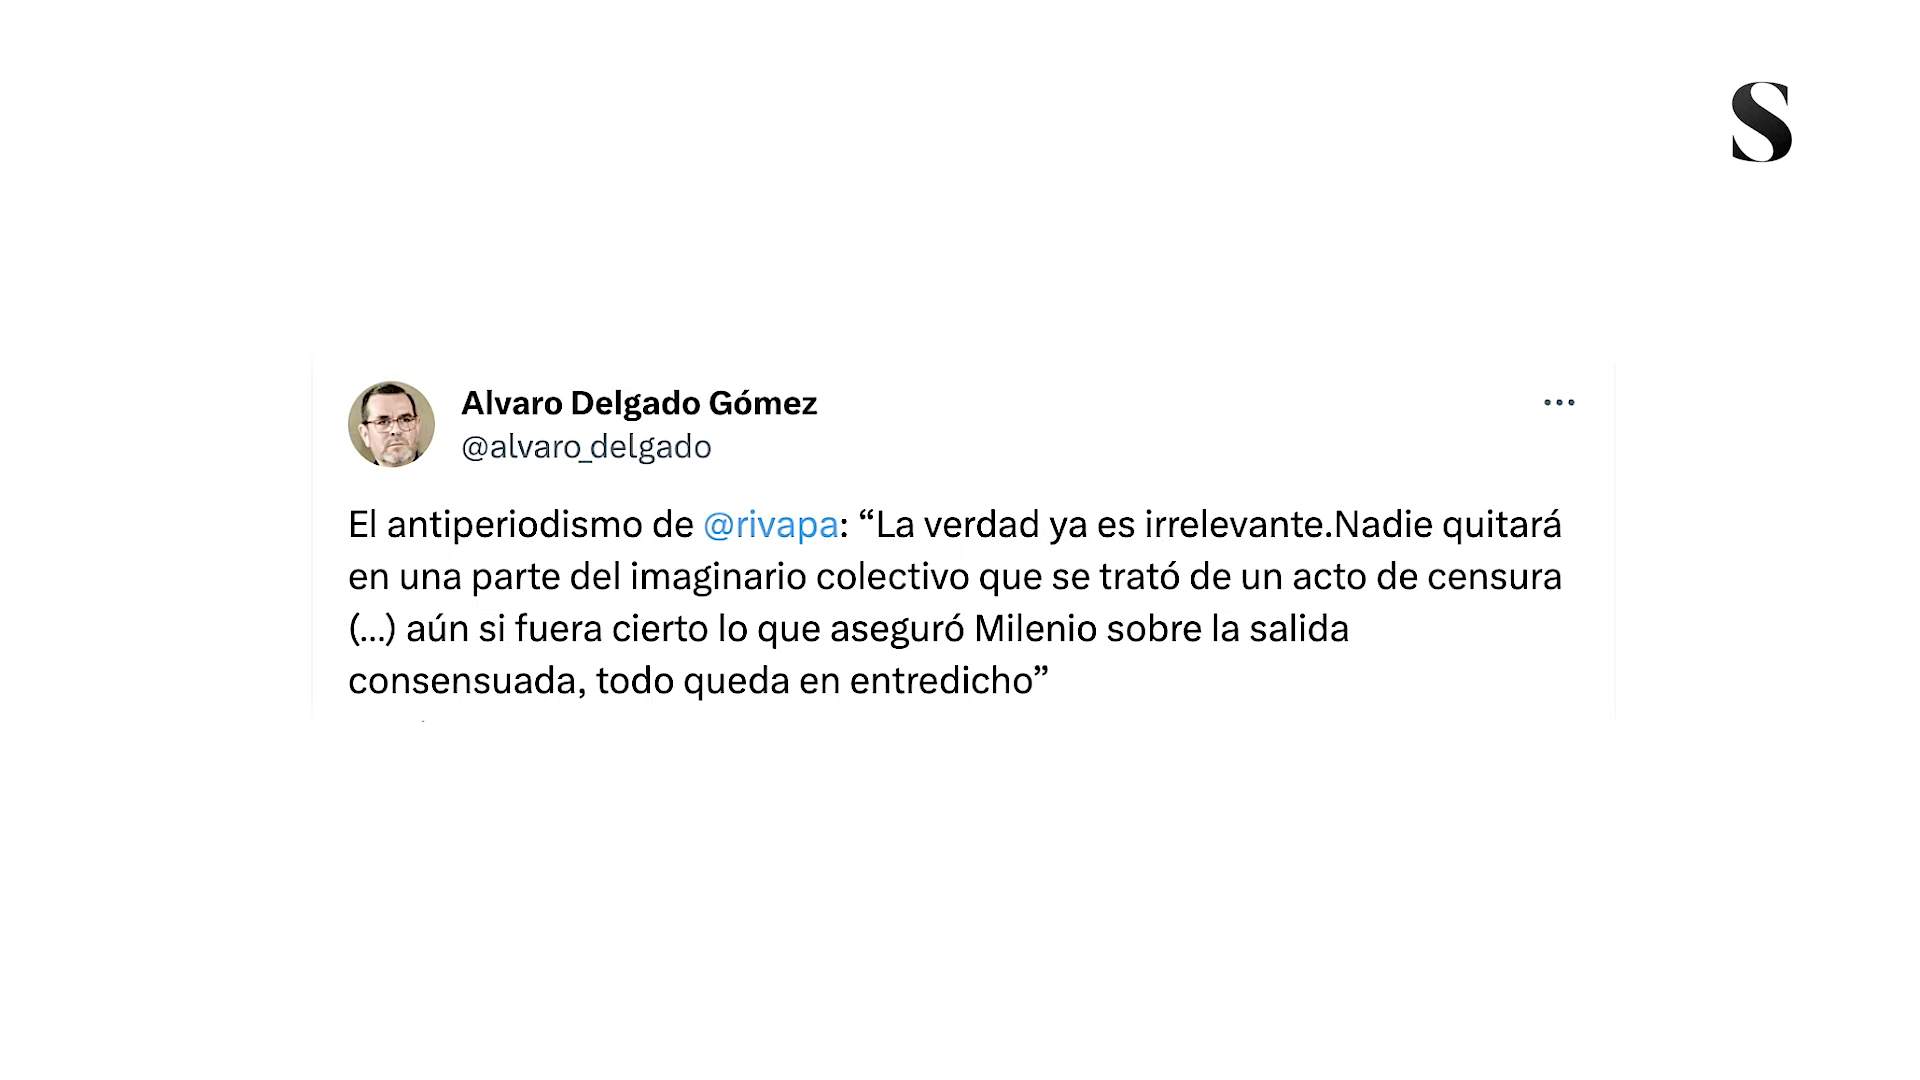 S
Alvaro Delgado Gómez
@alvaro_delgado
El antiperiodismo de @rivapa: “La verdad ya es irrelevante.Nadie quitará
en una parte del imaginario colectivo que se trató de un acto de censura
(...) aún si fuera cierto lo que aseguró Milenio sobre la salida
consensuada, todo queda en entredicho”